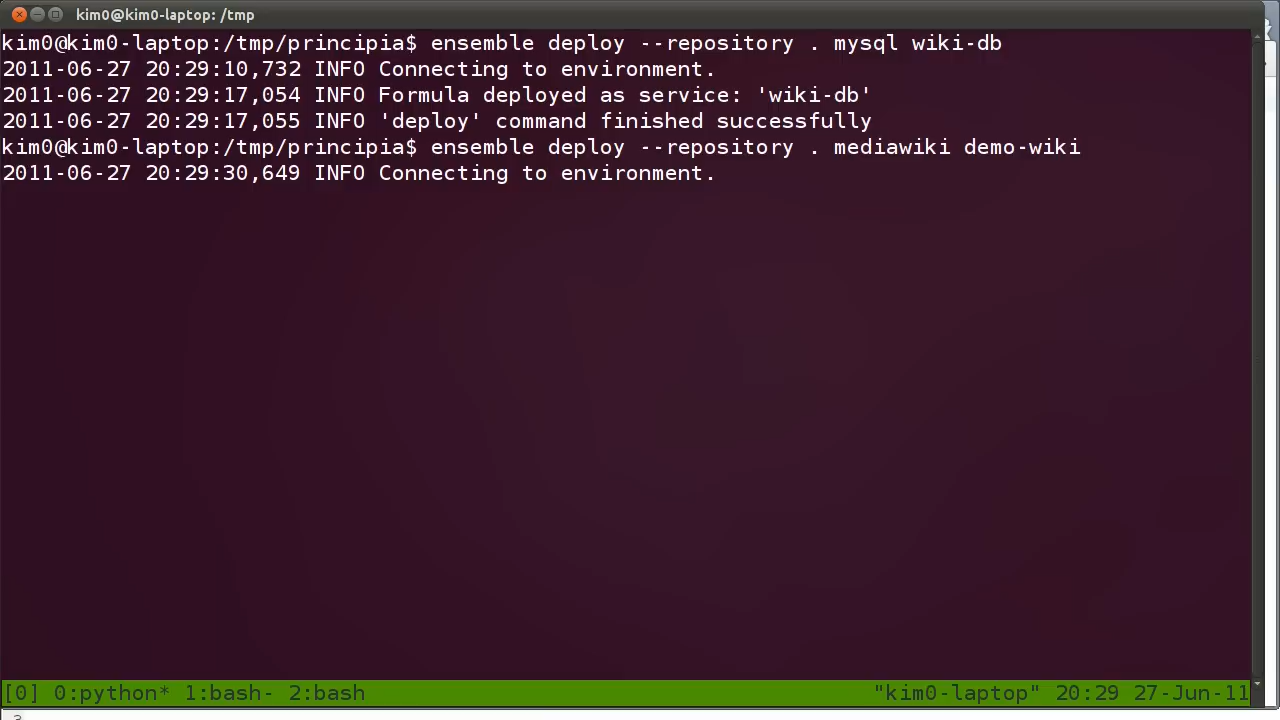 kim0@kim0-laptop: /tmp
kim0@kim0-laptop:/tmp/principia$ ensemble deploy --repository . mysql wiki-db
2011-06-27 20:29:10,732 INFO Connecting to environment.
2011-06-27 20:29:17,054 INFO Formula deployed as service: 'wiki-db'
2011-06-27 20:29:17,055 INFO 'deploy' command finished successfully
kim0@kim0-laptop:/tmp/principia$ ensemble deploy --repository . mediawiki demo-wiki
2011-06-27 20:29:30,649 INFO Connecting to environment.
[0] 0:python* 1:bash- 2:bash "kim0-laptop" 20:29 27-Jun-11